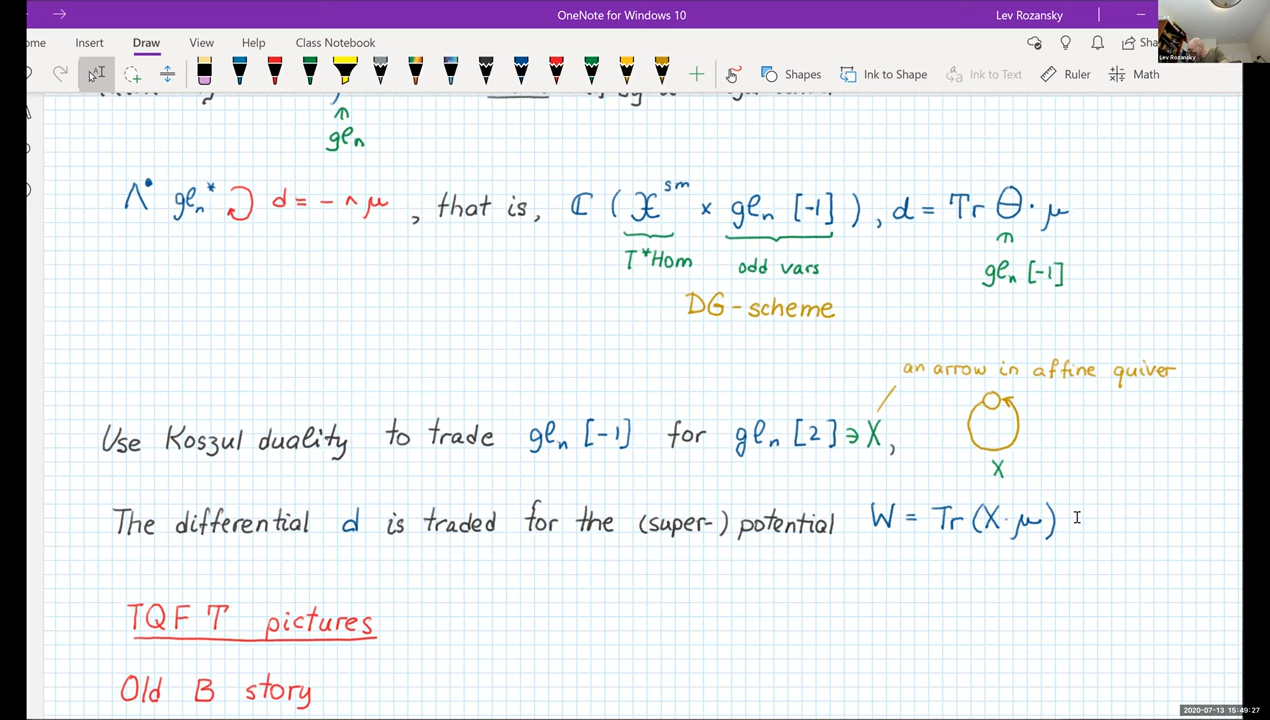 OneNote for Windows 10
Lev Rozansky
Insert Draw View Help Class Notebook
Shapes Ink to Shape Ink to Text Ruler Math
Lev Rozansky
gl_n
Λ^• gl_n^* d = - ∧ μ , that is, ℂ ( 𝒳^sm × gl_n [-1] ) , d = Tr Θ · μ
T*Hom odd vars gl_n [-1]
DG-scheme
an arrow in affine quiver
Use Koszul duality to trade gl_n [-1] for gl_n [2] ∋ X,
X
The differential d is traded for the (super-) potential W = Tr (X · μ)
TQFT pictures
Old B story
2020-07-13 15:49:27